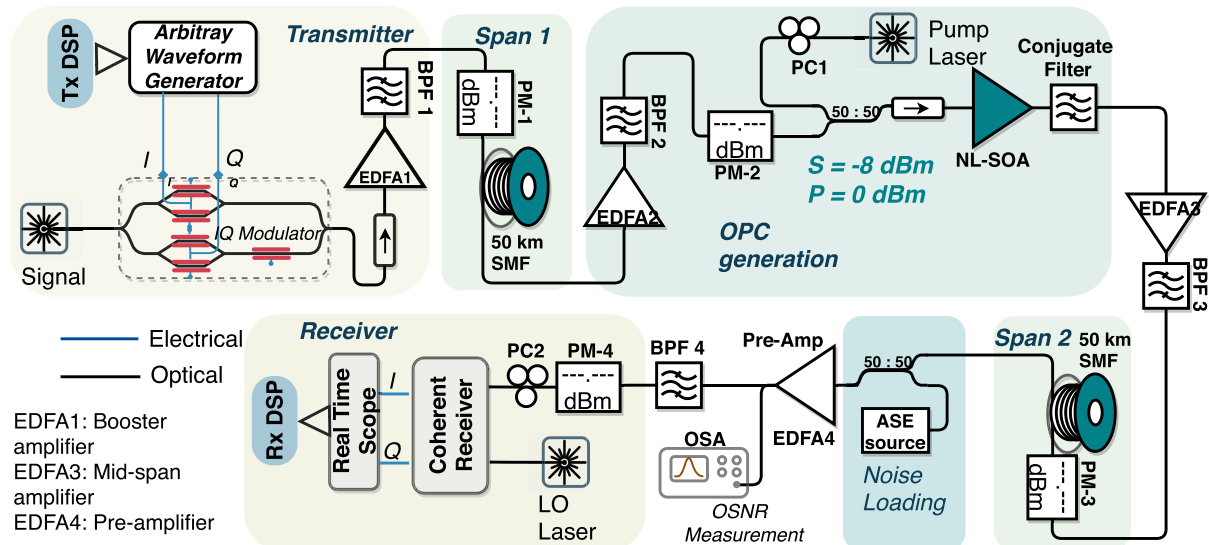 Tx DSP
Arbitray
Waveform
Generator
Transmitter
I
Q
I
Q
IQ Modulator
Signal
EDFA1
BPF 1
Span 1
PM-1
--.--
dBm
50 km
SMF
EDFA2
BPF 2
--.--
dBm
PM-2
PC1
Pump
Laser
50 : 50
S = -8 dBm
P = 0 dBm
NL-SOA
Conjugate
Filter
OPC
generation
EDFA3
BPF 3
Span 2
50 km
SMF
PM-3
--.--
dBm
50 : 50
ASE
source
Noise
Loading
Pre-Amp
EDFA4
OSA
OSNR
Measurement
BPF 4
PM-4
--.--
dBm
PC2
Receiver
Coherent
Receiver
LO
Laser
I
Q
Real Time
Scope
Rx DSP
Electrical
Optical
EDFA1: Booster
amplifier
EDFA3: Mid-span
amplifier
EDFA4: Pre-amplifier